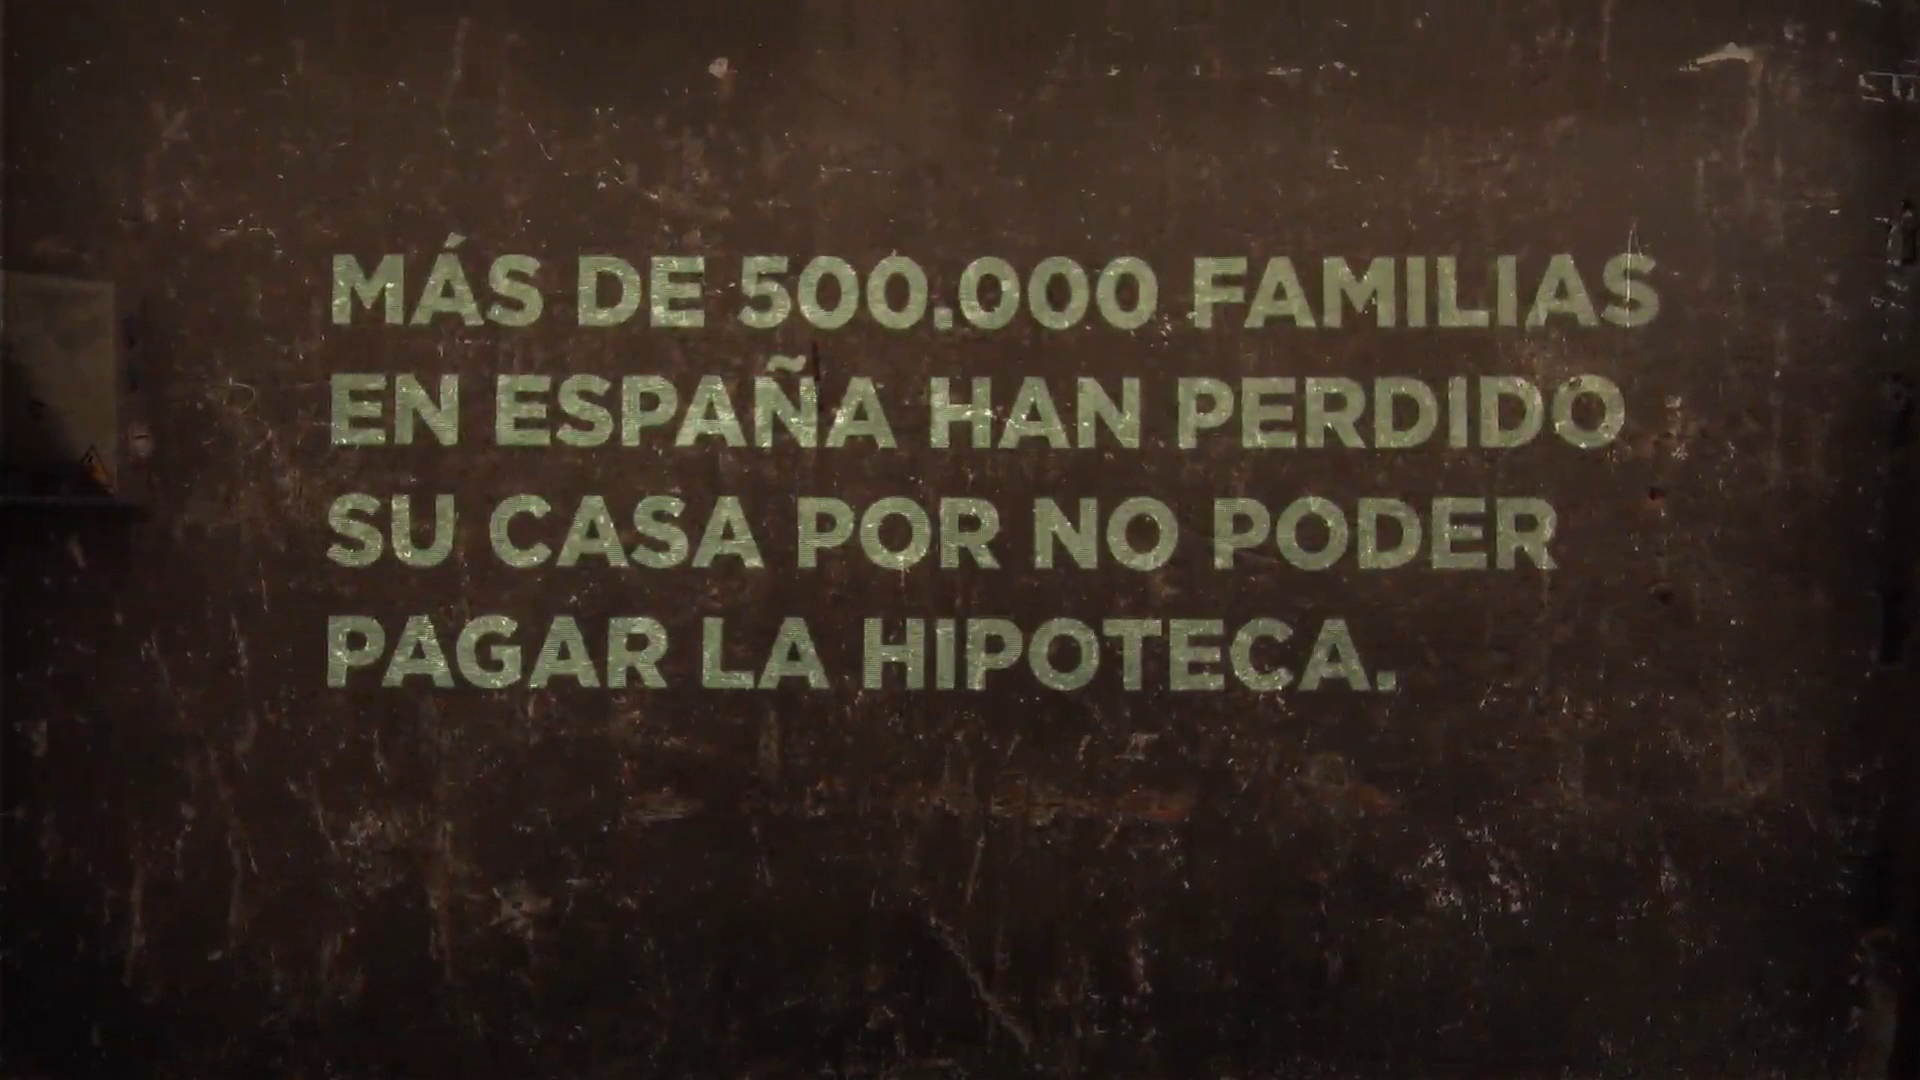 MÁS DE 500.000 FAMILIAS
EN ESPAÑA HAN PERDIDO
SU CASA POR NO PODER
PAGAR LA HIPOTECA.